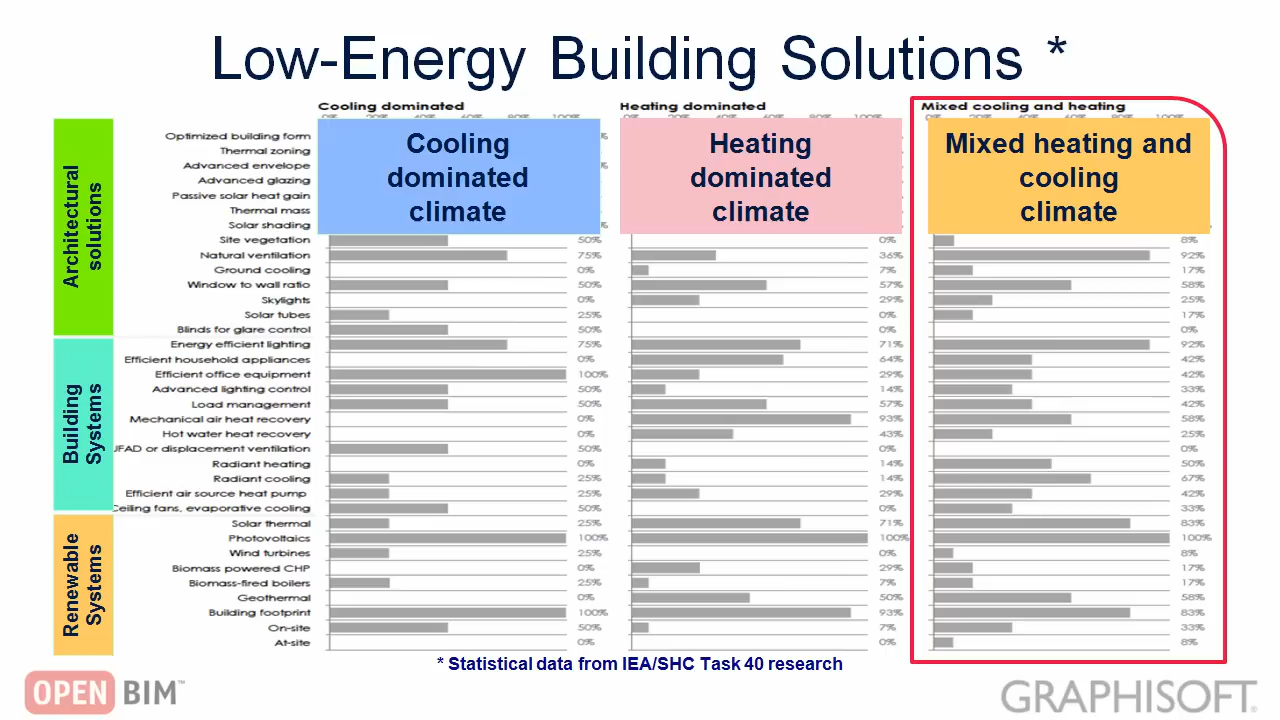 Low-Energy Building Solutions *
Cooling dominated
Heating dominated
Mixed cooling and heating
Cooling
dominated
climate
Heating
dominated
climate
Mixed heating and
cooling
climate
Architectural
solutions
Optimized building form
Thermal zoning
Advanced envelope
Advanced glazing
Passive solar heat gain
Thermal mass
Solar shading
Site vegetation 50% 0% 8%
Natural ventilation 75% 36% 92%
Ground cooling 0% 7% 17%
Window to wall ratio 50% 57% 58%
Skylights 0% 29% 25%
Solar tubes 25% 0% 17%
Blinds for glare control 50% 0% 0%
Building
Systems
Energy efficient lighting 75% 71% 92%
Efficient household appliances 0% 64% 42%
Efficient office equipment 100% 29% 42%
Advanced lighting control 50% 14% 33%
Load management 50% 57% 42%
Mechanical air heat recovery 0% 93% 58%
Hot water heat recovery 0% 43% 25%
JFAD or displacement ventilation 50% 0% 0%
Radiant heating 0% 14% 50%
Radiant cooling 25% 14% 67%
Efficient air source heat pump 25% 29% 42%
Ceiling fans, evaporative cooling 50% 0% 33%
Renewable
Systems
Solar thermal 25% 71% 83%
Photovoltaics 100% 100% 100%
Wind turbines 25% 0% 8%
Biomass powered CHP 0% 29% 17%
Biomass-fired boilers 25% 7% 17%
Geothermal 0% 50% 58%
Building footprint 100% 93% 83%
On-site 50% 7% 33%
At-site 0% 0% 8%
* Statistical data from IEA/SHC Task 40 research
OPEN BIM™
GRAPHISOFT®